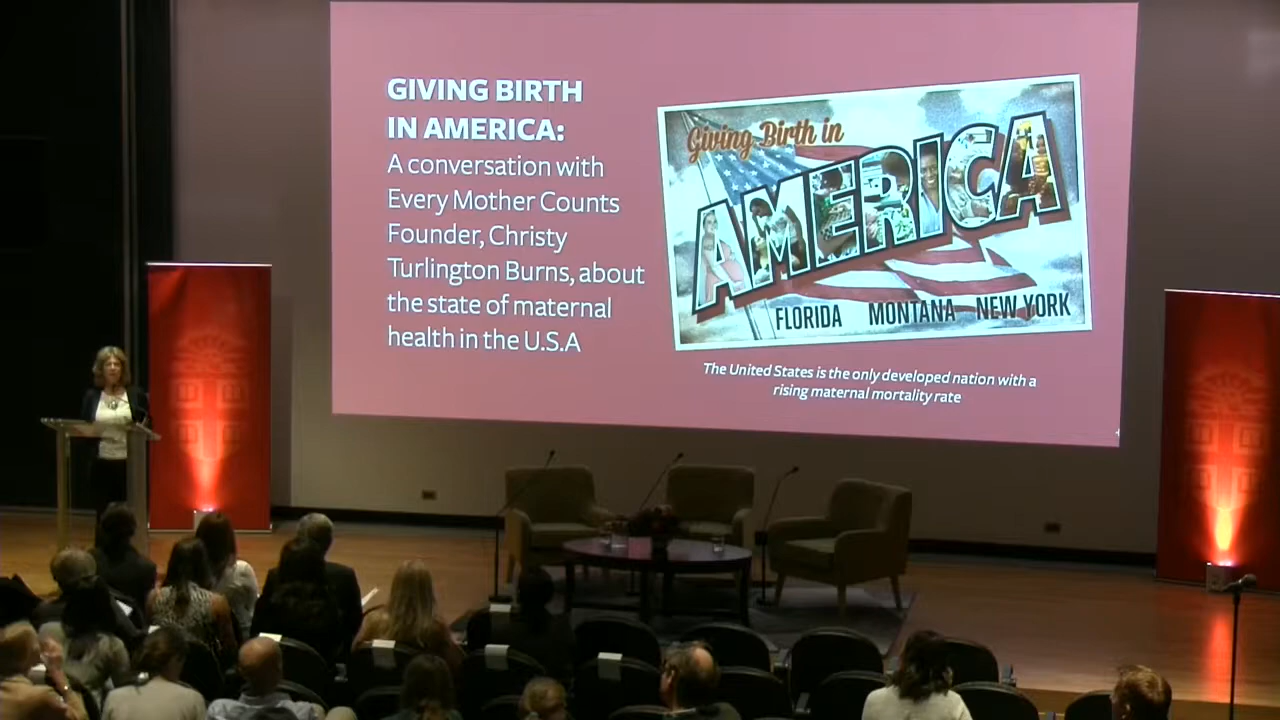 GIVING BIRTH
IN AMERICA:
A conversation with
Every Mother Counts
Founder, Christy
Turlington Burns, about
the state of maternal
health in the U.S.A
Giving Birth in
AMERICA
FLORIDA MONTANA NEW YORK
The United States is the only developed nation with a
rising maternal mortality rate